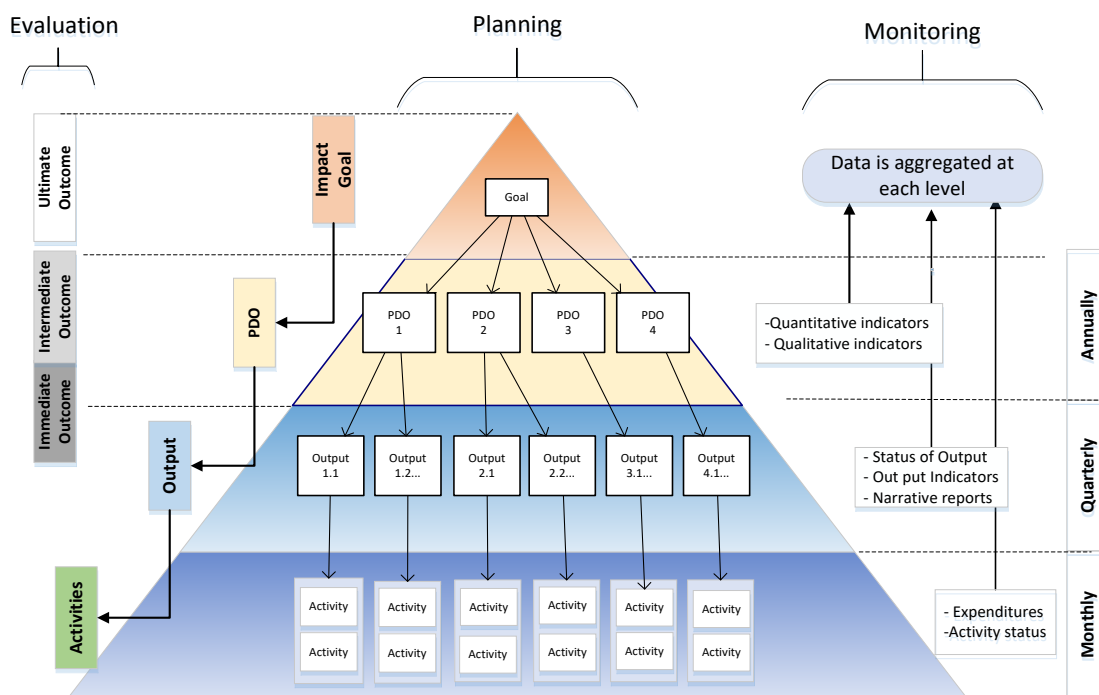 Evaluation
Planning
Monitoring
Ultimate
Outcome
Intermediate
Outcome
Immediate
Outcome
Impact
Goal
PDO
Output
Activities
Goal
PDO
1
PDO
2
PDO
3
PDO
4
Output
1.1
Output
1.2...
Output
2.1
Output
2.2...
Output
3.1...
Output
4.1...
Activity
Activity
Activity
Activity
Activity
Activity
Activity
Activity
Activity
Activity
Activity
Activity
Data is aggregated at
each level
-Quantitative indicators
- Qualitative indicators
- Status of Output
- Out put Indicators
- Narrative reports
- Expenditures
-Activity status
Annually
Quarterly
Monthly